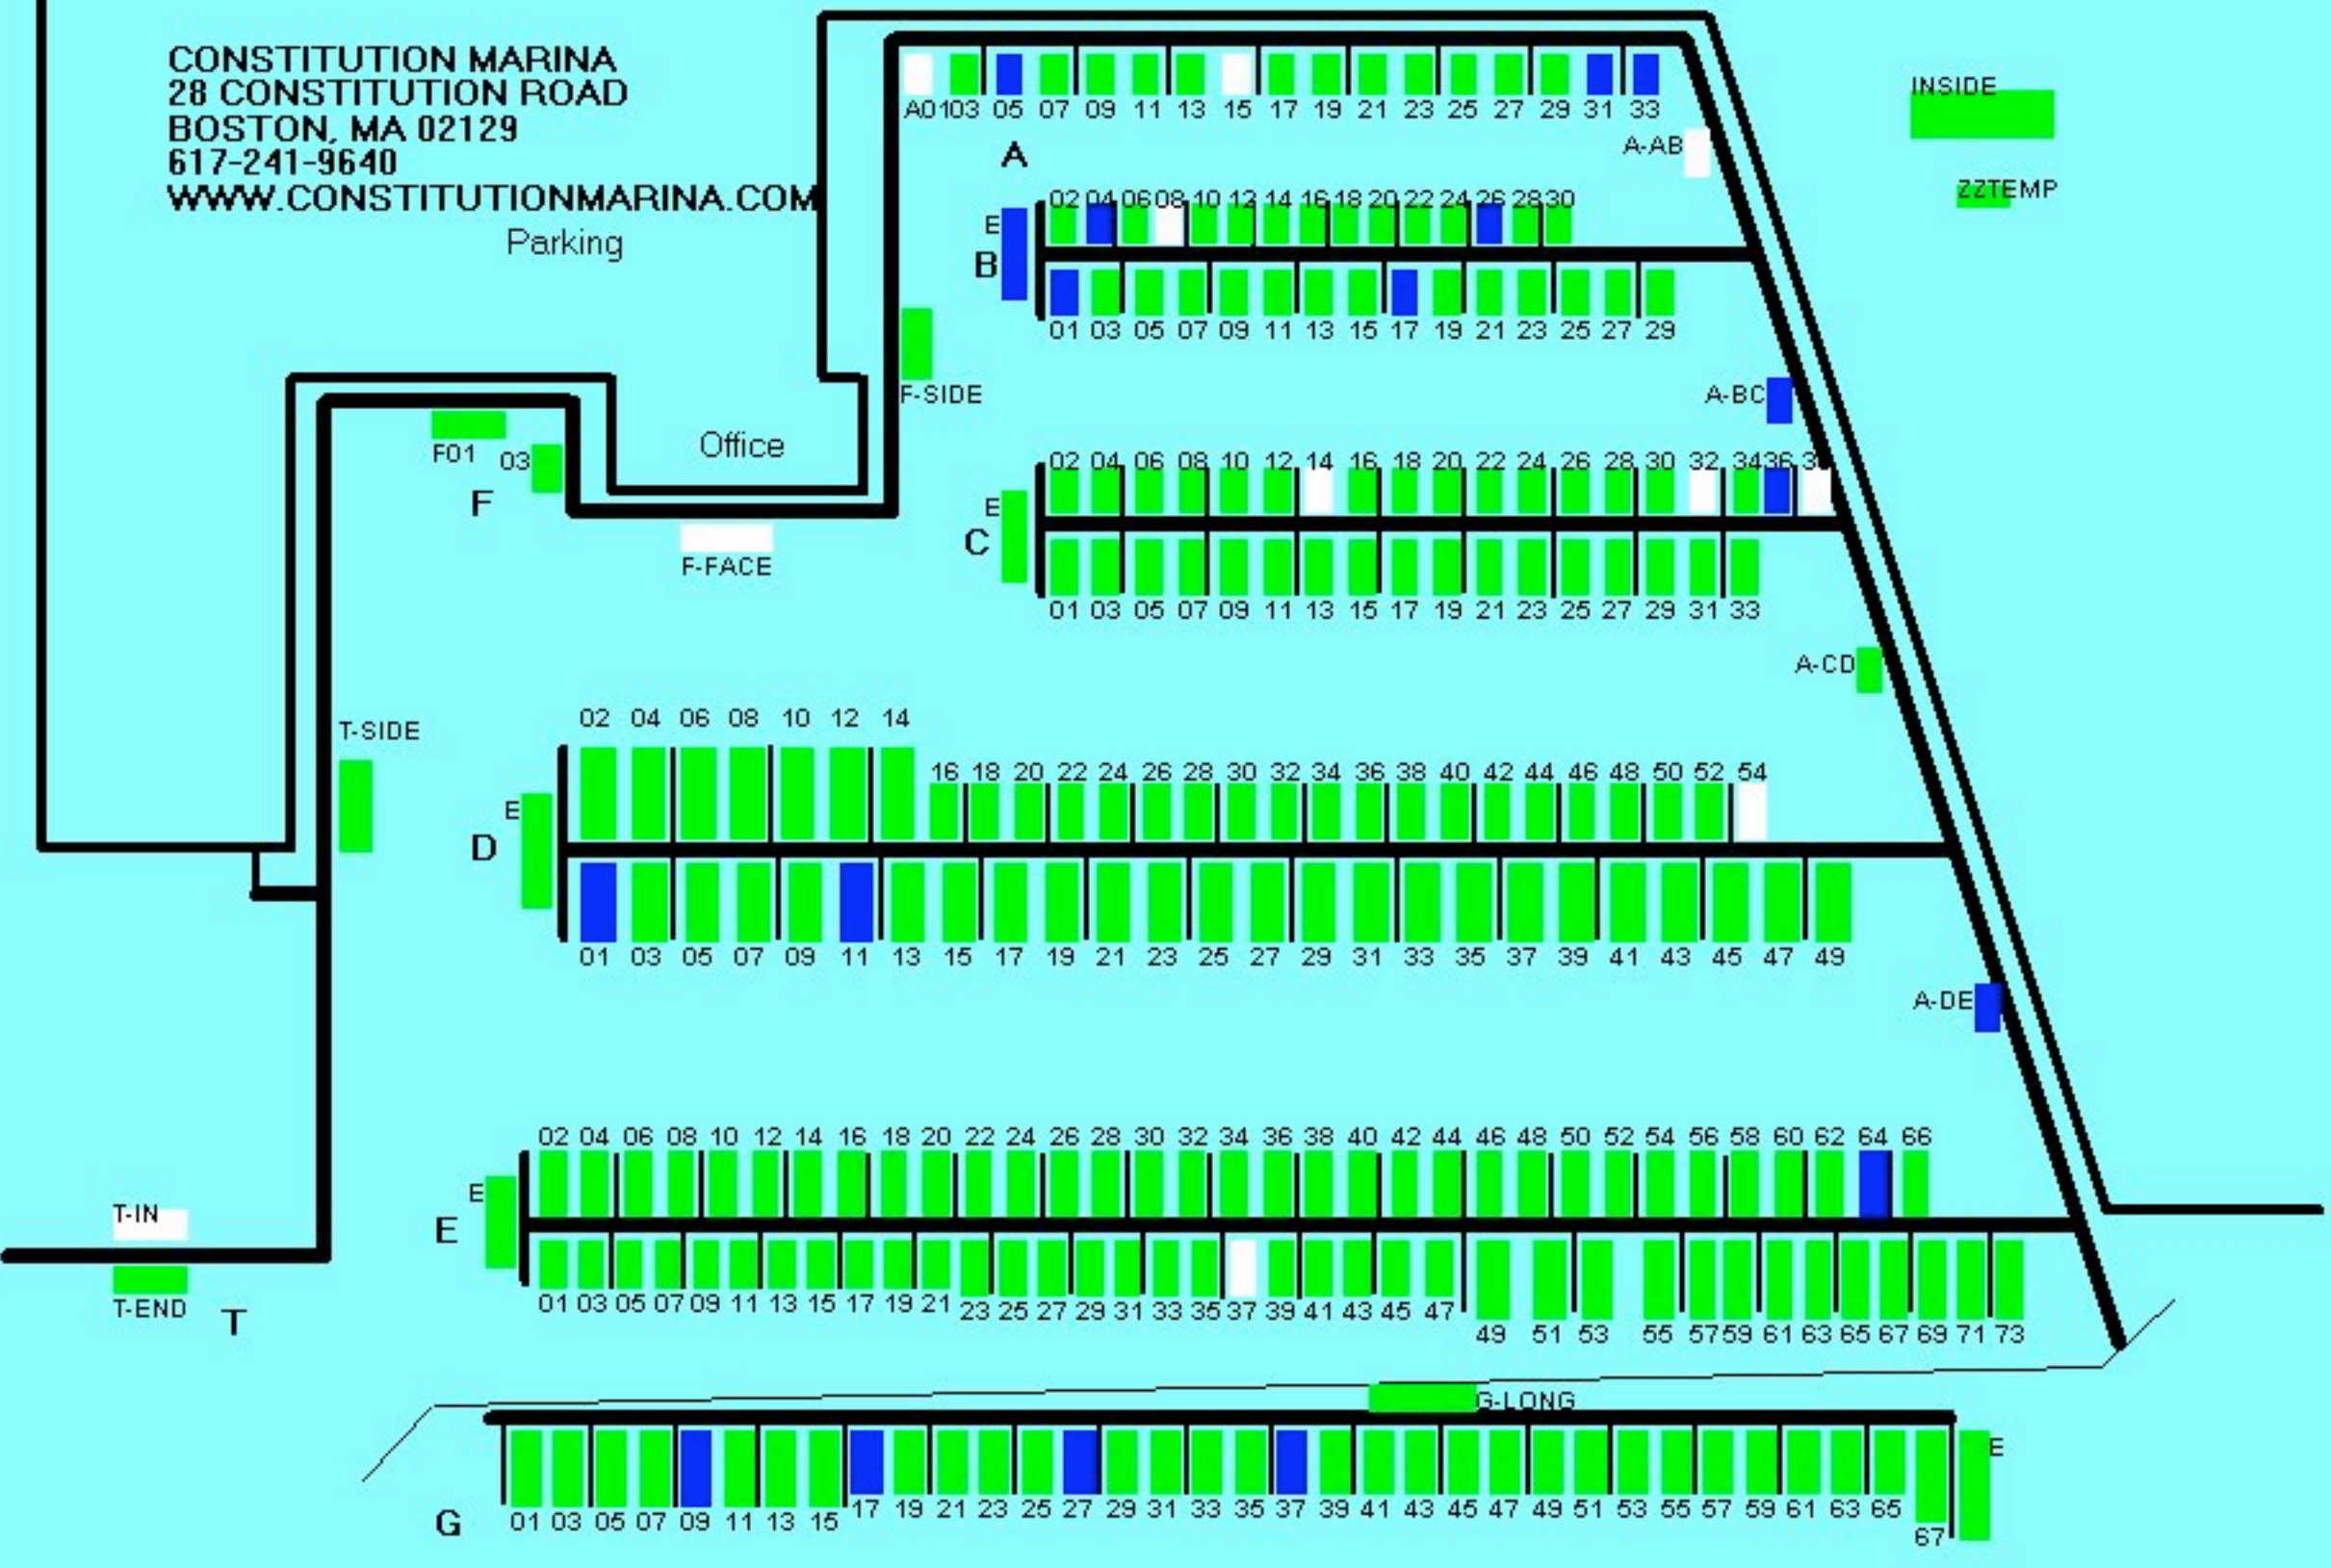 CONSTITUTION MARINA
28 CONSTITUTION ROAD
BOSTON, MA 02129
617-241-9640
WWW.CONSTITUTIONMARINA.COM
Parking
INSIDE
A01 03 05 07 09 11 13 15 17 19 21 23 25 27 29 31 33
A-AB
A
ZZTEMP
02 04 06 08 10 12 14 16 18 20 22 24 26 28 30
E
B
01 03 05 07 09 11 13 15 17 19 21 23 25 27 29
F-SIDE
A-BC
Office
F01 03
F
F-FACE
02 04 06 08 10 12 14 16 18 20 22 24 26 28 30 32 34 36
E
C
01 03 05 07 09 11 13 15 17 19 21 23 25 27 29 31 33
A-CD
T-SIDE
02 04 06 08 10 12 14
16 18 20 22 24 26 28 30 32 34 36 38 40 42 44 46 48 50 52 54
E
D
01 03 05 07 09 11 13 15 17 19 21 23 25 27 29 31 33 35 37 39 41 43 45 47 49
A-DE
02 04 06 08 10 12 14 16 18 20 22 24 26 28 30 32 34 36 38 40 42 44 46 48 50 52 54 56 58 60 62 64 66
E
E
T-IN
T-END
T
01 03 05 07 09 11 13 15 17 19 21 23 25 27 29 31 33 35 37 39 41 43 45 47
49 51 53 55 57 59 61 63 65 67 69 71 73
G-LONG
E
G
01 03 05 07 09 11 13 15 17 19 21 23 25 27 29 31 33 35 37 39 41 43 45 47 49 51 53 55 57 59 61 63 65
67